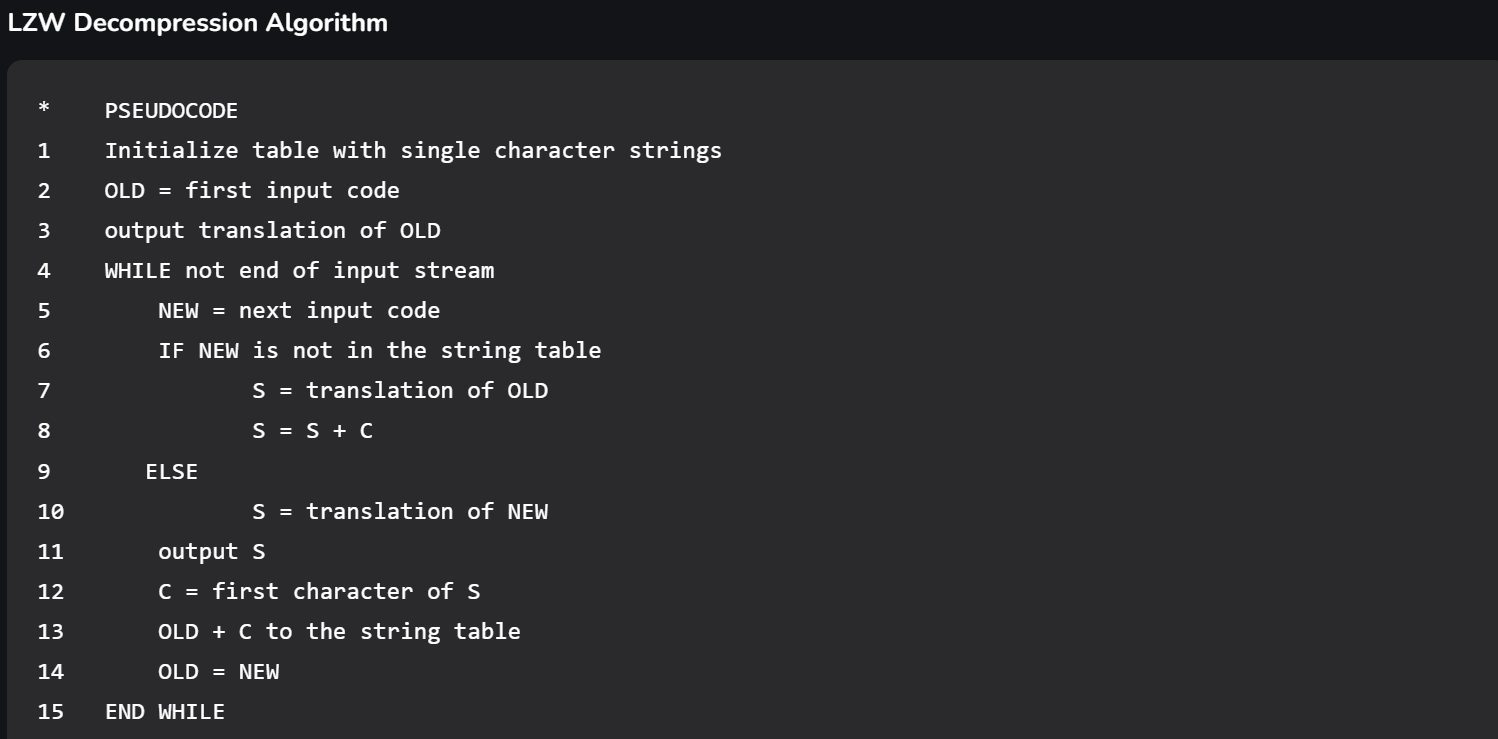 LZW Decompression Algorithm
* PSEUDOCODE
1 Initialize table with single character strings
2 OLD = first input code
3 output translation of OLD
4 WHILE not end of input stream
5 NEW = next input code
6 IF NEW is not in the string table
7 S = translation of OLD
8 S = S + C
9 ELSE
10 S = translation of NEW
11 output S
12 C = first character of S
13 OLD + C to the string table
14 OLD = NEW
15 END WHILE